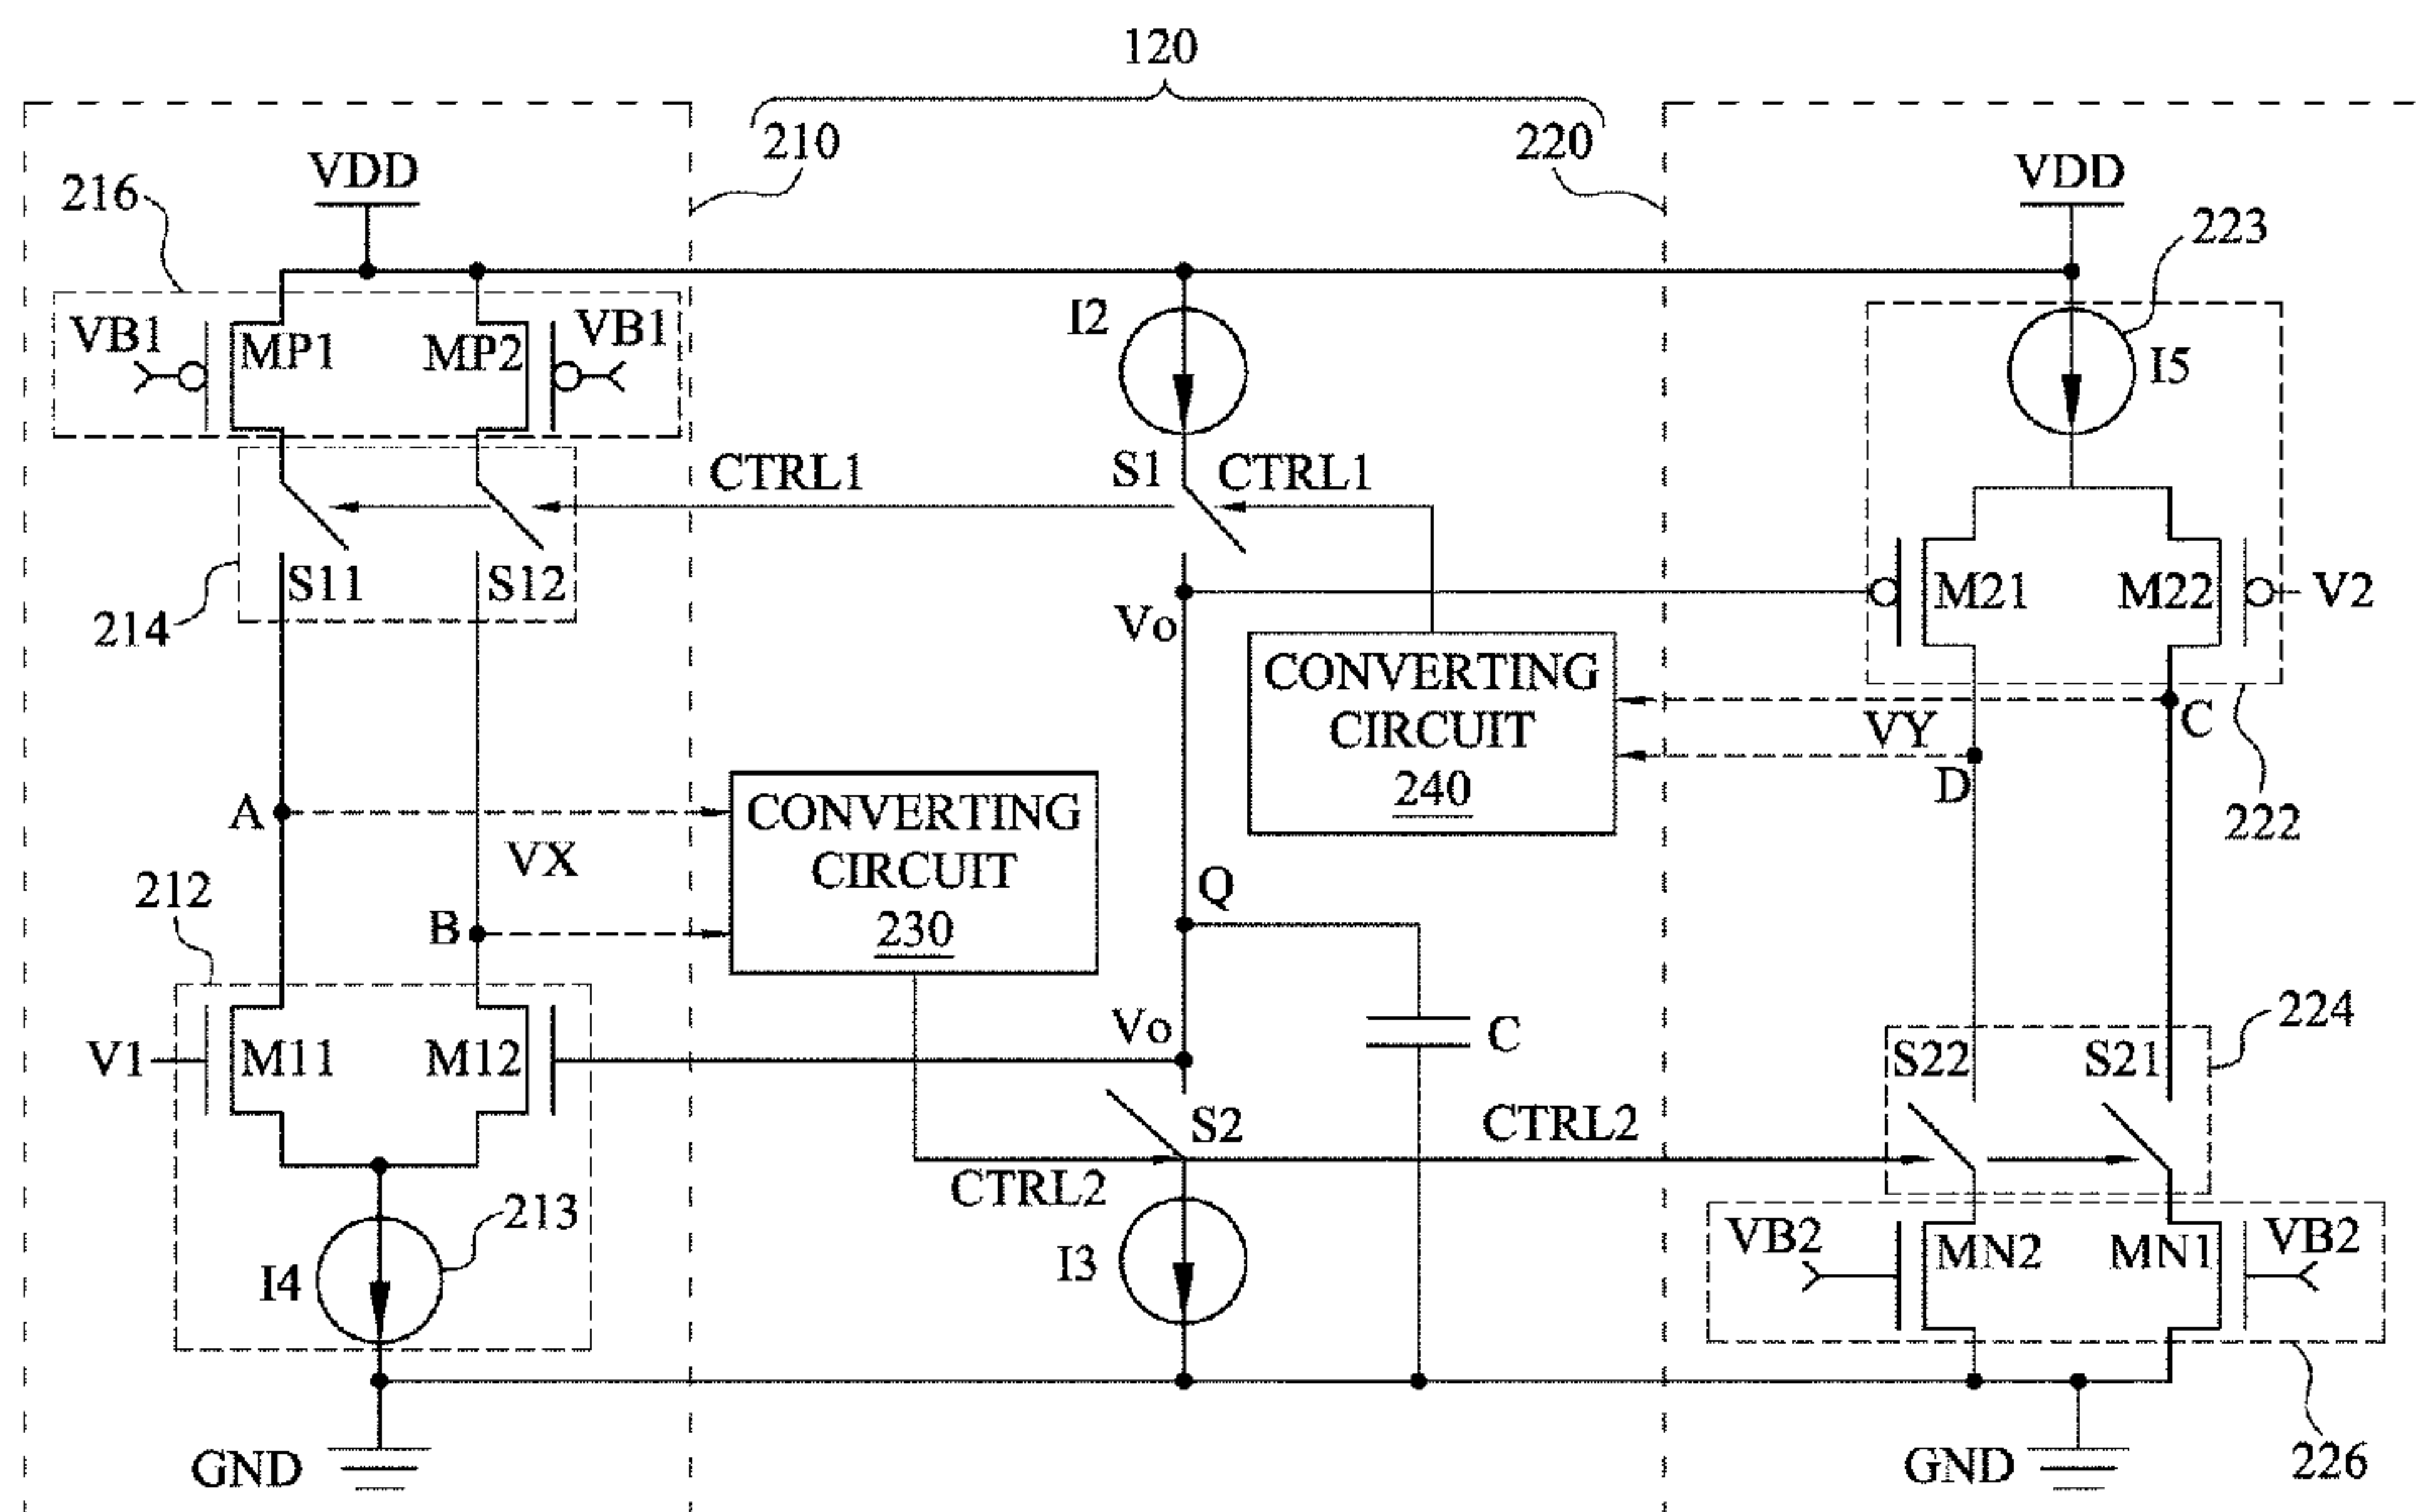 120
210
220
VDD
VDD
216
223
VB1
MP1
MP2
VB1
I2
I5
CTRL1
S1
CTRL1
S11
S12
214
Vo
M21
M22
V2
CONVERTING
CIRCUIT
240
VY
C
D
222
A
VX
CONVERTING
CIRCUIT
230
B
Q
212
V1
M11
M12
Vo
C
224
S22
S21
S2
CTRL2
CTRL2
213
I4
I3
VB2
MN2
MN1
VB2
GND
GND
226